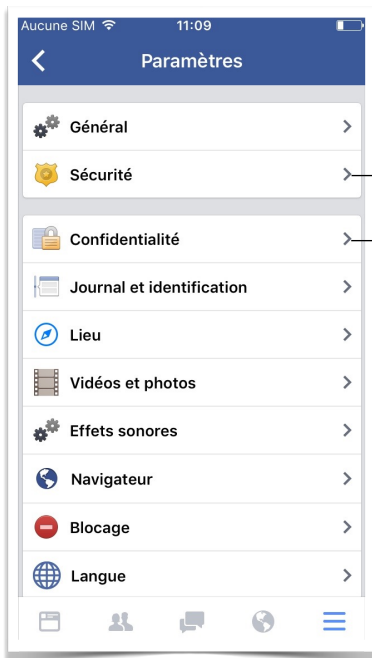 Aucune SIM 11:09
Paramètres
Général
Sécurité
Confidentialité
Journal et identification
Lieu
Vidéos et photos
Effets sonores
Navigateur
Blocage
Langue